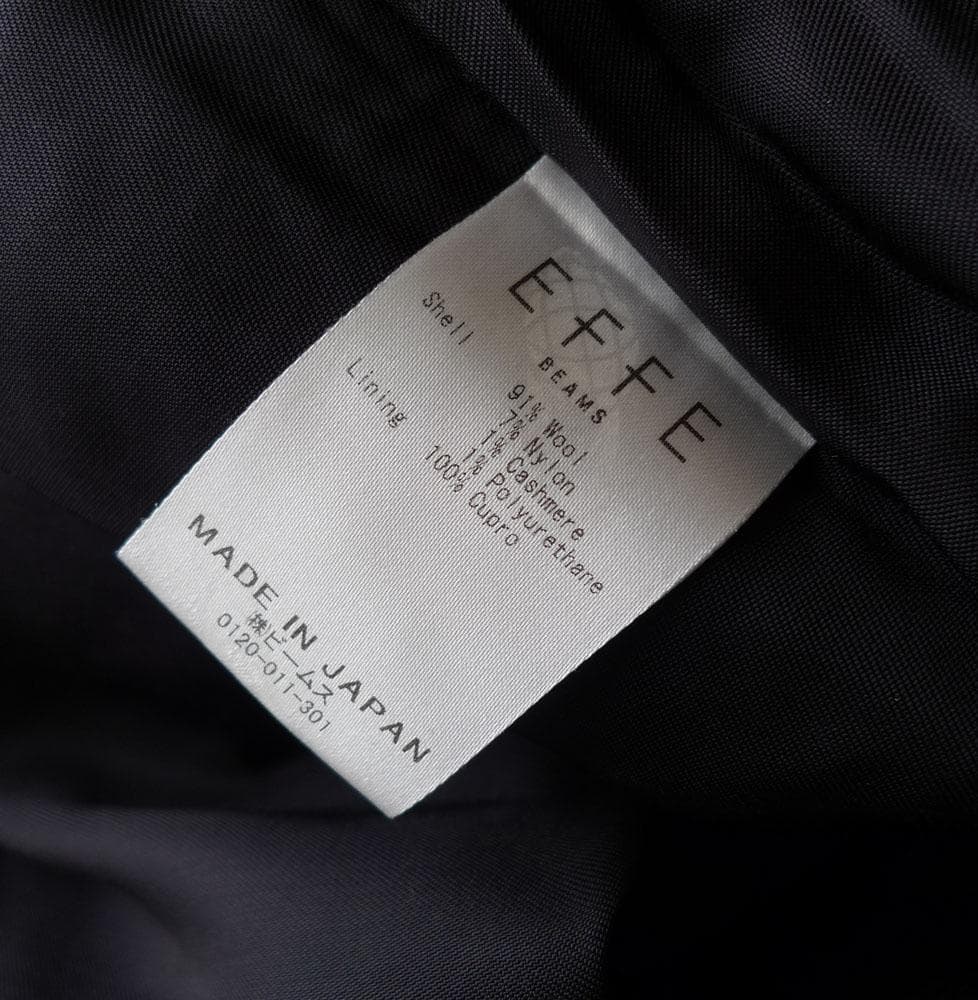 EFFE
BEAMS
Shell 91% Wool
7% Nylon
1% Cashmere
1% Polyurethane
Lining 100% Cupro
MADE IN JAPAN
㈱ビームス
0120-011-301